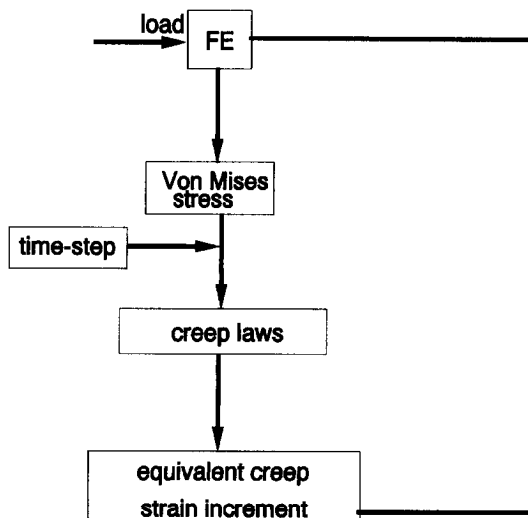 load
FE
Von Mises
stress
time-step
creep laws
equivalent creep
strain increment